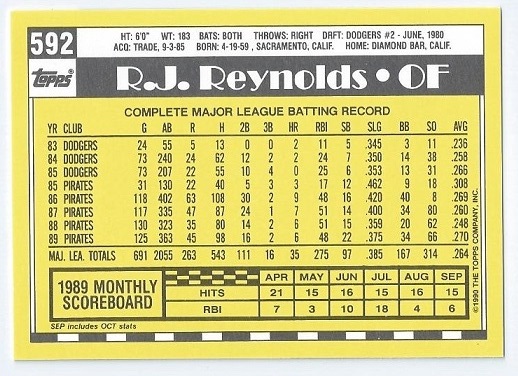 592
HT: 6'0" WT: 183 BATS: BOTH THROWS: RIGHT DRFT: DODGERS #2 - JUNE, 1980
ACQ: TRADE, 9-3-85 BORN: 4-19-59, SACRAMENTO, CALIF. HOME: DIAMOND BAR, CALIF.
Topps
R.J. Reynolds • OF
COMPLETE MAJOR LEAGUE BATTING RECORD
YR CLUB G AB R H 2B 3B HR RBI SB SLG BB SO AVG
83 DODGERS 24 55 5 13 0 0 2 11 5 .345 3 11 .236
84 DODGERS 73 240 24 62 12 2 2 24 7 .350 14 38 .258
85 DODGERS 73 207 22 55 10 4 0 25 6 .353 13 31 .266
85 PIRATES 31 130 22 40 5 3 3 17 12 .462 9 18 .308
86 PIRATES 118 402 63 108 30 2 9 48 16 .420 40 8 .269
87 PIRATES 117 335 47 87 24 1 7 51 14 .400 34 80 .260
88 PIRATES 130 323 35 80 14 2 6 51 15 .359 20 62 .248
89 PIRATES 125 363 45 98 16 2 6 48 22 .375 34 66 .270
MAJ. LEA. TOTALS 691 2055 263 543 111 16 35 275 97 .385 167 314 .264
1989 MONTHLY SCOREBOARD
APR MAY JUN JUL AUG SEP
HITS 21 15 16 15 16 15
RBI 7 3 10 18 4 6
SEP includes OCT stats
©1990 THE TOPPS COMPANY, INC.